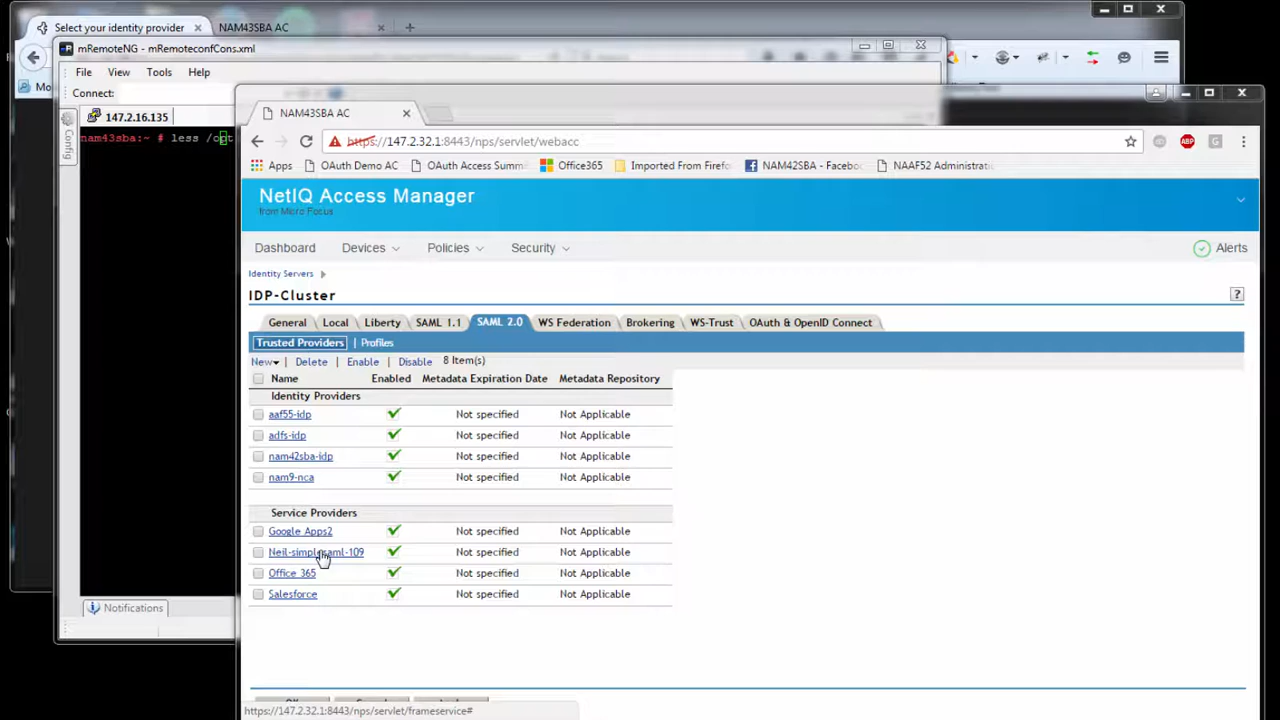 Select your identity provider
NAM43SBA AC
mRemoteNG - mRemoteconfCons.xml
File View Tools Help
Mo
Connect:
147.2.16.135
Config
nam43sba:~ # less /opt
NAM43SBA AC
https://147.2.32.1:8443/nps/servlet/webacc
ABP
Apps OAuth Demo AC OAuth Access Summ Office365 Imported From Firefo NAM42SBA - Facebo NAAF52 Administrati
NetIQ Access Manager
from Micro Focus
Dashboard Devices Policies Security Alerts
Identity Servers
IDP-Cluster ?
General Local Liberty SAML 1.1 SAML 2.0 WS Federation Brokering WS-Trust OAuth & OpenID Connect
Trusted Providers | Profiles
New | Delete | Enable | Disable 8 Item(s)
Name Enabled Metadata Expiration Date Metadata Repository
Identity Providers
aaf55-idp Not specified Not Applicable
adfs-idp Not specified Not Applicable
nam42sba-idp Not specified Not Applicable
nam9-nca Not specified Not Applicable
Service Providers
Google Apps2 Not specified Not Applicable
Neil-simplesaml-109 Not specified Not Applicable
Office 365 Not specified Not Applicable
Salesforce Not specified Not Applicable
Notifications
https://147.2.32.1:8443/nps/servlet/frameservice#